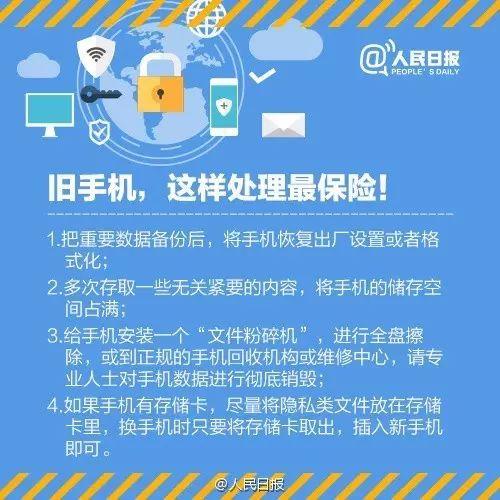 @人民日报
PEOPLE'S DAILY
旧手机，这样处理最保险！
1.把重要数据备份后，将手机恢复出厂设置或者格
式化；
2.多次存取一些无关紧要的内容，将手机的储存空
间占满；
3.给手机安装一个“文件粉碎机”，进行全盘擦
除，或到正规的手机回收机构或维修中心，请专
业人士对手机数据进行彻底销毁；
4.如果手机有存储卡，尽量将隐私类文件放在存储
卡里，换手机时只要将存储卡取出，插入新手机
即可。
@人民日报